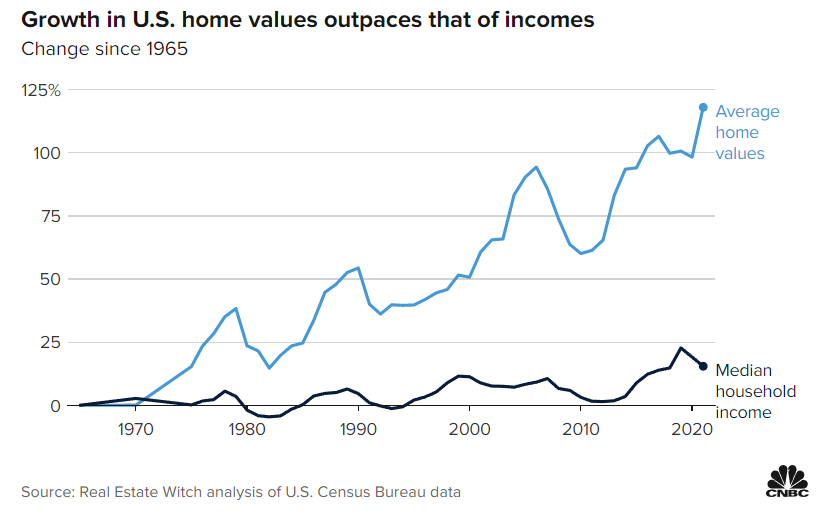 Growth in U.S. home values outpaces that of incomes
Change since 1965
125%
100
75
50
25
0
Average
home
values
Median
household
income
1970 1980 1990 2000 2010 2020
Source: Real Estate Witch analysis of U.S. Census Bureau data
CNBC